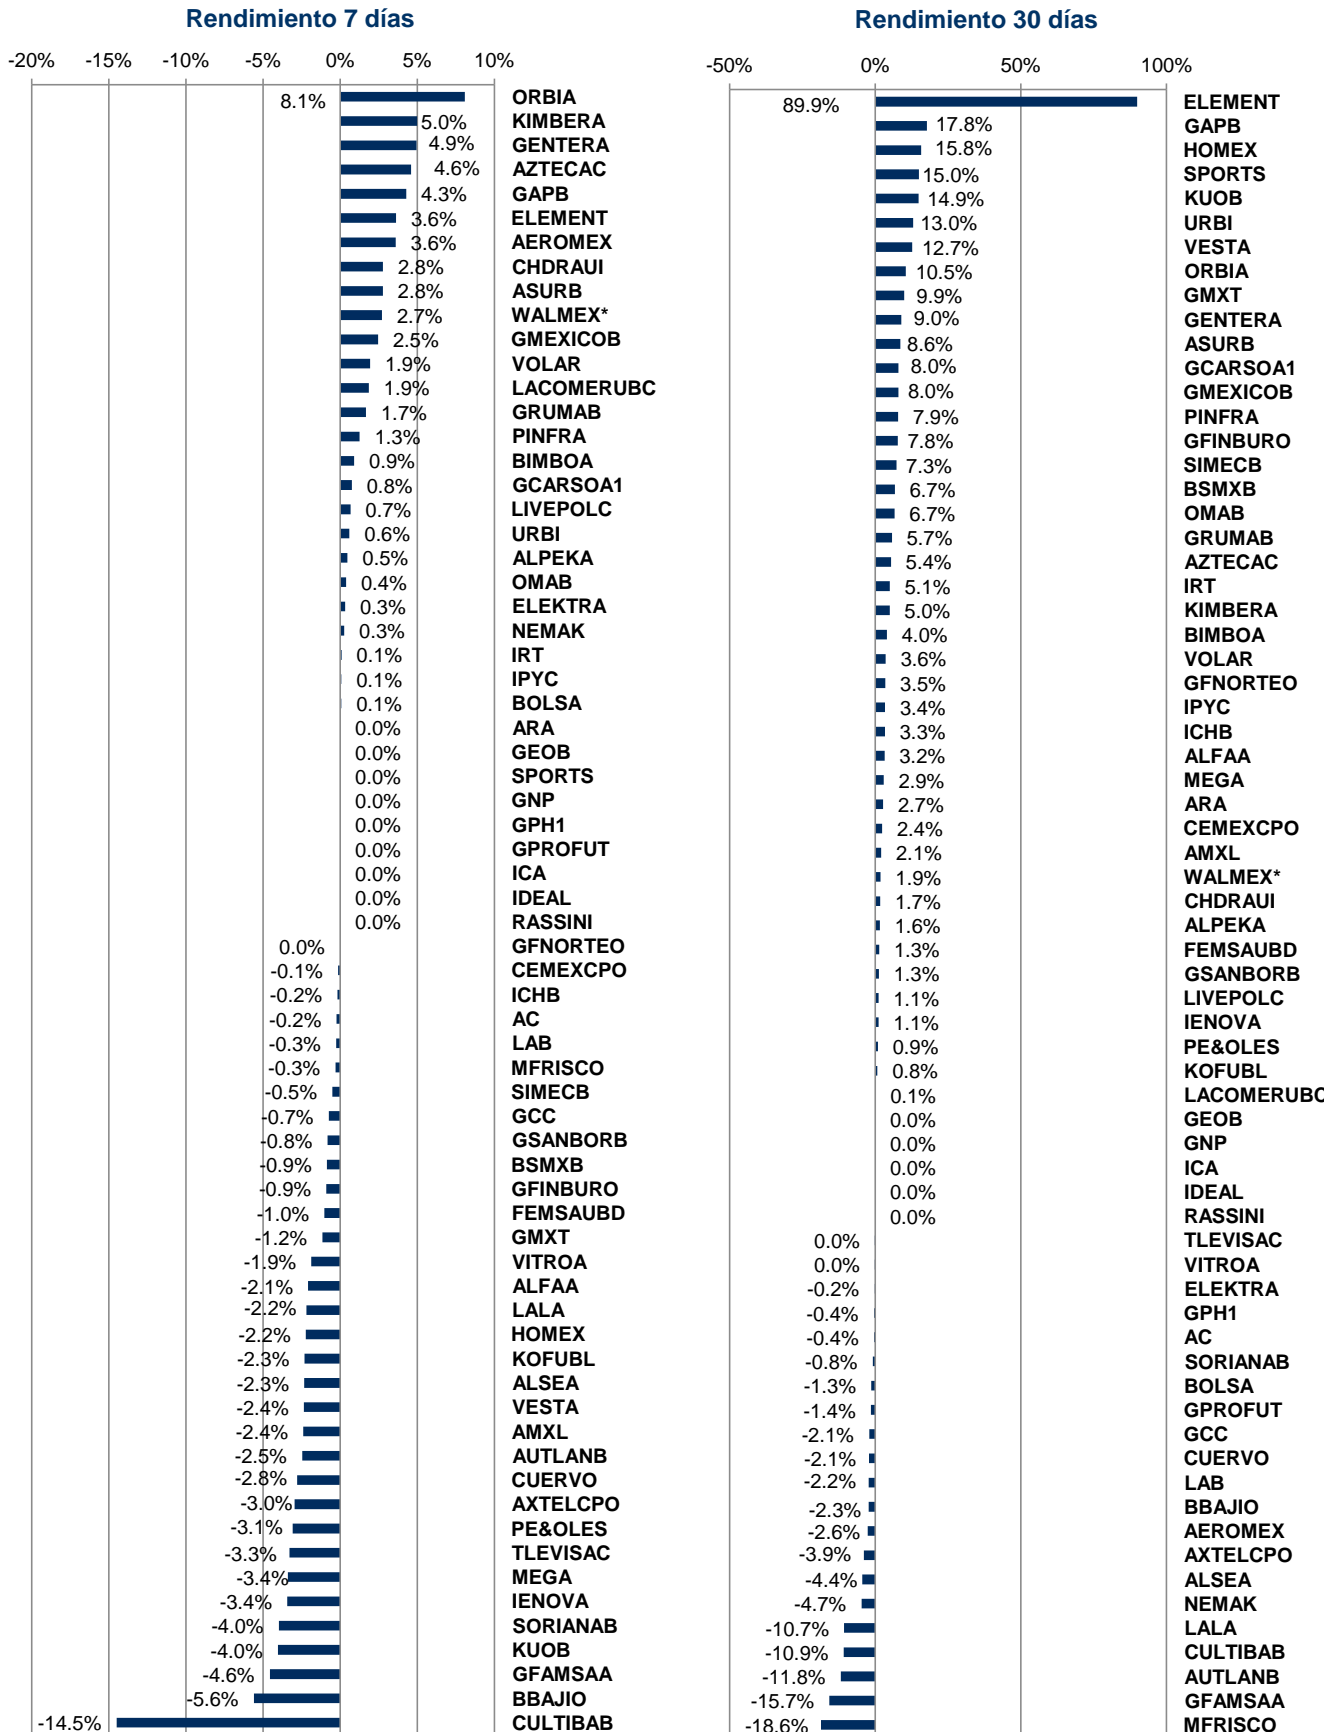 Rendimiento 7 días
-20% -15% -10% -5% 0% 5% 10%
8.1% ORBIA
5.0% KIMBERA
4.9% GENTERA
4.6% AZTECAC
4.3% GAPB
3.6% ELEMENT
3.6% AEROMEX
2.8% CHDRAUI
2.8% ASURB
2.7% WALMEX*
2.5% GMEXICOB
1.9% VOLAR
1.9% LACOMERUBC
1.7% GRUMAB
1.3% PINFRA
0.9% BIMBOA
0.8% GCARSOA1
0.7% LIVEPOLC
0.6% URBI
0.5% ALPEKA
0.4% OMAB
0.3% ELEKTRA
0.3% NEMAK
0.1% IRT
0.1% IPYC
0.1% BOLSA
0.0% ARA
0.0% GEOB
0.0% SPORTS
0.0% GNP
0.0% GPH1
0.0% GPROFUT
0.0% ICA
0.0% IDEAL
0.0% RASSINI
0.0% GFNORTEO
-0.1% CEMEXCPO
-0.2% ICHB
-0.2% AC
-0.3% LAB
-0.3% MFRISCO
-0.5% SIMECB
-0.7% GCC
-0.8% GSANBORB
-0.9% BSMXB
-0.9% GFINBURO
-1.0% FEMSAUBD
-1.2% GMXT
-1.9% VITROA
-2.1% ALFAA
-2.2% LALA
-2.2% HOMEX
-2.3% KOFUBL
-2.3% ALSEA
-2.4% VESTA
-2.4% AMXL
-2.5% AUTLANB
-2.8% CUERVO
-3.0% AXTELCPO
-3.1% PE&OLES
-3.3% TLEVISAC
-3.4% MEGA
-3.4% IENOVA
-4.0% SORIANAB
-4.0% KUOB
-4.6% GFAMSAA
-5.6% BBAJIO
-14.5% CULTIBAB
Rendimiento 30 días
-50% 0% 50% 100%
89.9% ELEMENT
17.8% GAPB
15.8% HOMEX
15.0% SPORTS
14.9% KUOB
13.0% URBI
12.7% VESTA
10.5% ORBIA
9.9% GMXT
9.0% GENTERA
8.6% ASURB
8.0% GCARSOA1
8.0% GMEXICOB
7.9% PINFRA
7.8% GFINBURO
7.3% SIMECB
6.7% BSMXB
6.7% OMAB
5.7% GRUMAB
5.4% AZTECAC
5.1% IRT
5.0% KIMBERA
4.0% BIMBOA
3.6% VOLAR
3.5% GFNORTEO
3.4% IPYC
3.3% ICHB
3.2% ALFAA
2.9% MEGA
2.7% ARA
2.4% CEMEXCPO
2.1% AMXL
1.9% WALMEX*
1.7% CHDRAUI
1.6% ALPEKA
1.3% FEMSAUBD
1.3% GSANBORB
1.1% LIVEPOLC
1.1% IENOVA
0.9% PE&OLES
0.8% KOFUBL
0.1% LACOMERUBC
0.0% GEOB
0.0% GNP
0.0% ICA
0.0% IDEAL
0.0% RASSINI
0.0% TLEVISAC
0.0% VITROA
-0.2% ELEKTRA
-0.4% GPH1
-0.4% AC
-0.8% SORIANAB
-1.3% BOLSA
-1.4% GPROFUT
-2.1% GCC
-2.1% CUERVO
-2.2% LAB
-2.3% BBAJIO
-2.6% AEROMEX
-3.9% AXTELCPO
-4.4% ALSEA
-4.7% NEMAK
-10.7% LALA
-10.9% CULTIBAB
-11.8% AUTLANB
-15.7% GFAMSAA
-18.6% MFRISCO